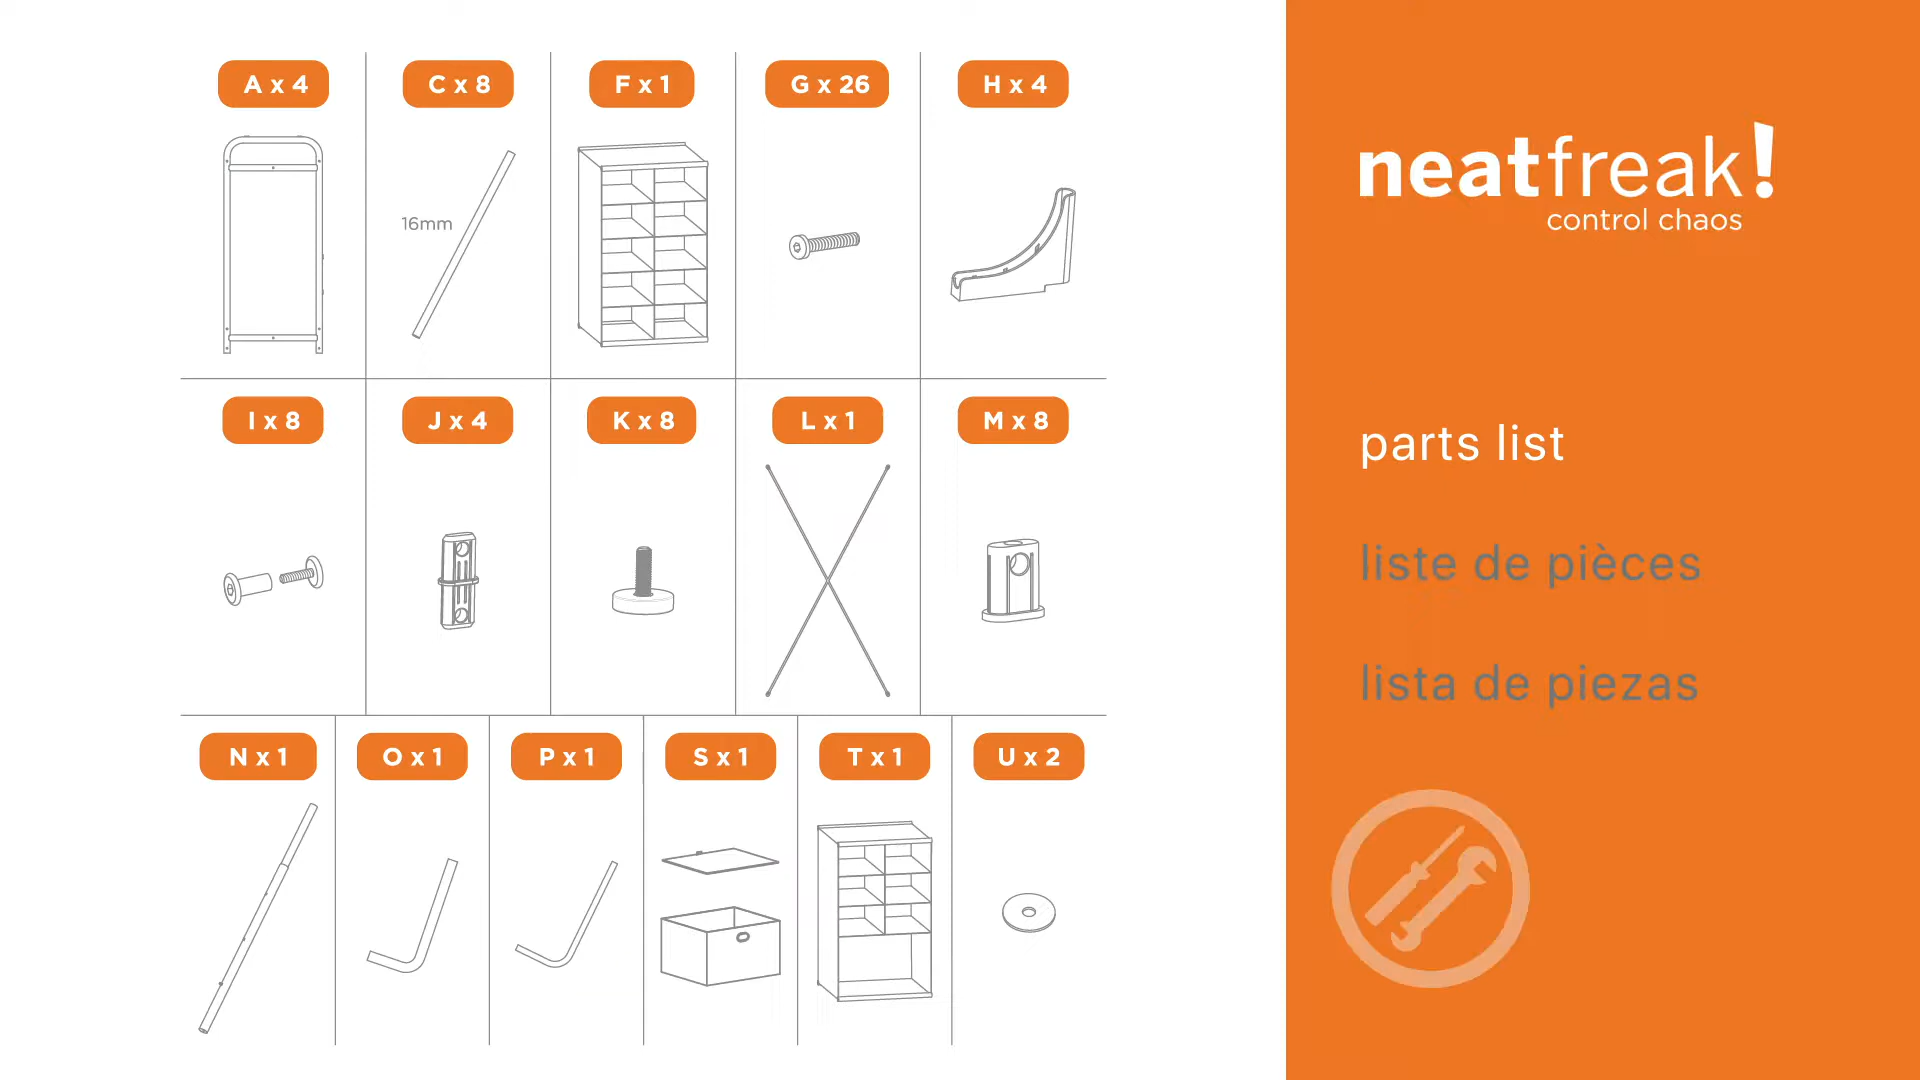 A x 4
C x 8
F x 1
G x 26
H x 4
16mm
I x 8
J x 4
K x 8
L x 1
M x 8
N x 1
O x 1
P x 1
S x 1
T x 1
U x 2
neatfreak!
control chaos
parts list
liste de pièces
lista de piezas